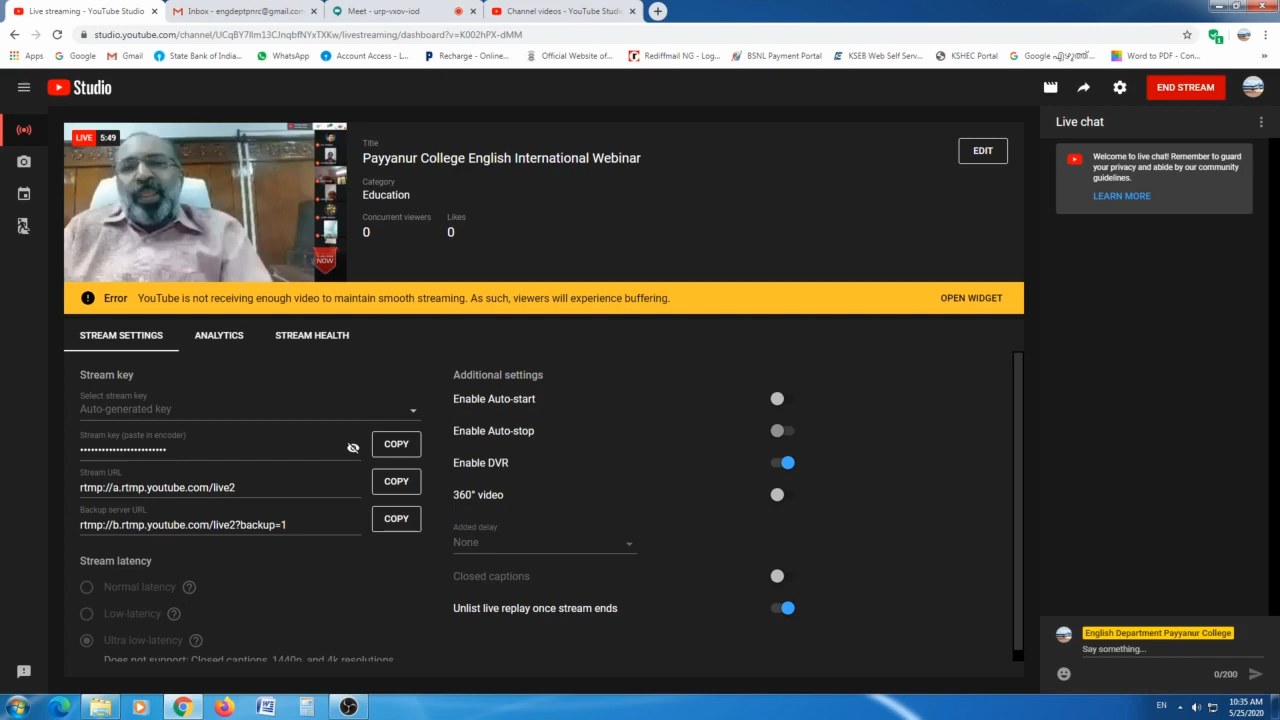 Live streaming - YouTube Studio
Inbox - engdeptpnr@gmail.com
Meet - urp-vxov-iod
Channel videos - YouTube Studio
studio.youtube.com/channel/
/livestreaming/dashboard?v=K002hPX-dMM
Apps
Google
Gmail
State Bank of India...
WhatsApp
Account Access - L...
Recharge - Online...
Official Website of...
Rediffmail NG - Log...
BSNL Payment Portal
KSEB Web Self Serv...
KSHEC Portal
Google എഴുത്ത്...
Word to PDF - Con...
»
Studio
END STREAM
LIVE 5:49
NOW
Title
Payyanur College English International Webinar
EDIT
Category
Education
Concurrent viewers
Likes
0
0
Live chat
Welcome to live chat! Remember to guard
your privacy and abide by our community
guidelines.
LEARN MORE
Error YouTube is not receiving enough video to maintain smooth streaming. As such, viewers will experience buffering.
OPEN WIDGET
STREAM SETTINGS
ANALYTICS
STREAM HEALTH
Stream key
Select stream key
Auto-generated key
Stream key (paste in encoder)
••••••••••••••••••••••••
COPY
Stream URL
rtmp://a.rtmp.youtube.com/live2
COPY
Backup server URL
rtmp://b.rtmp.youtube.com/live2?backup=1
COPY
Stream latency
Normal latency
Low-latency
Ultra low-latency
Does not support: Closed captions, 1440p, and 4k resolutions
Additional settings
Enable Auto-start
Enable Auto-stop
Enable DVR
360° video
Added delay
None
Closed captions
Unlist live replay once stream ends
English Department Payyanur College
Say something...
0/200
EN
10:35 AM
5/25/2020